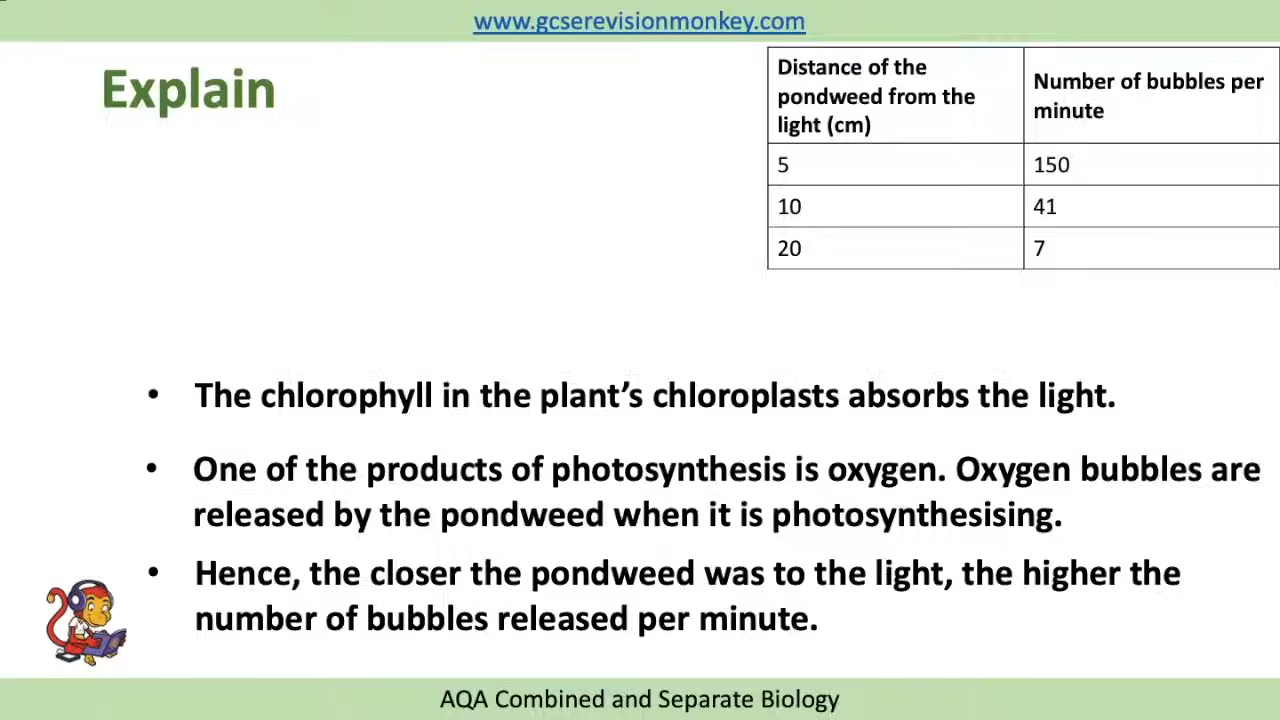 www.gcserevisionmonkey.com
Explain
Distance of the
pondweed from the
light (cm)
Number of bubbles per
minute
5
150
10
41
20
7
• The chlorophyll in the plant's chloroplasts absorbs the light.
• One of the products of photosynthesis is oxygen. Oxygen bubbles are
released by the pondweed when it is photosynthesising.
• Hence, the closer the pondweed was to the light, the higher the
number of bubbles released per minute.
AQA Combined and Separate Biology